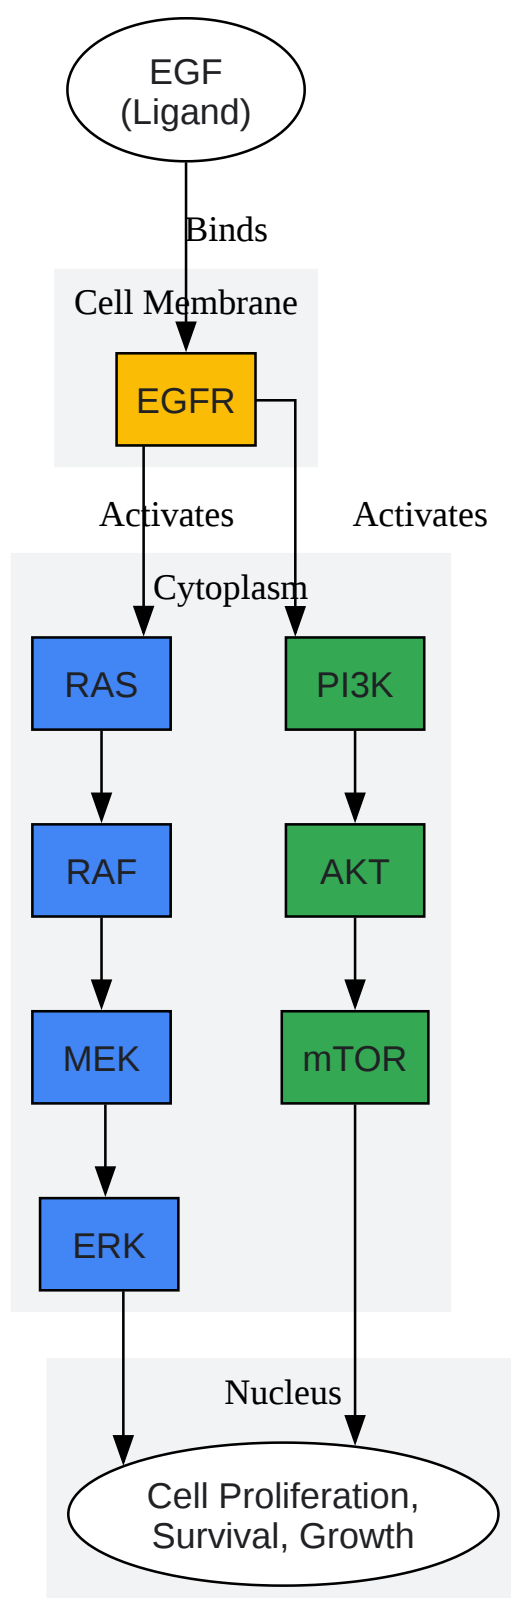 EGF
(Ligand)
Binds
Cell Membrane
EGFR
Activates
Activates
Cytoplasm
RAS
PI3K
RAF
AKT
MEK
mTOR
ERK
Nucleus
Cell Proliferation,
Survival, Growth